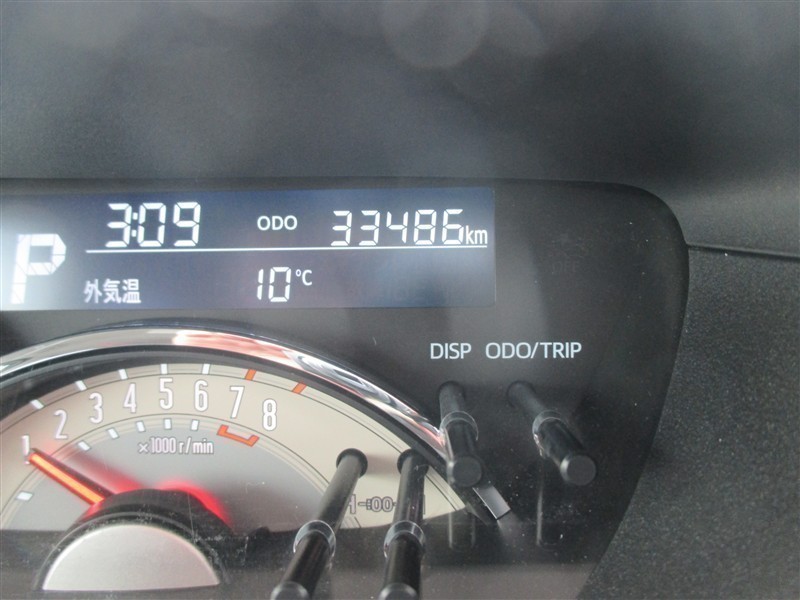 3:09 ODO 33486km
P
外気温 10°C
DISP ODO/TRIP
1 2 3 4 5 6 7 8
×1000 r/min